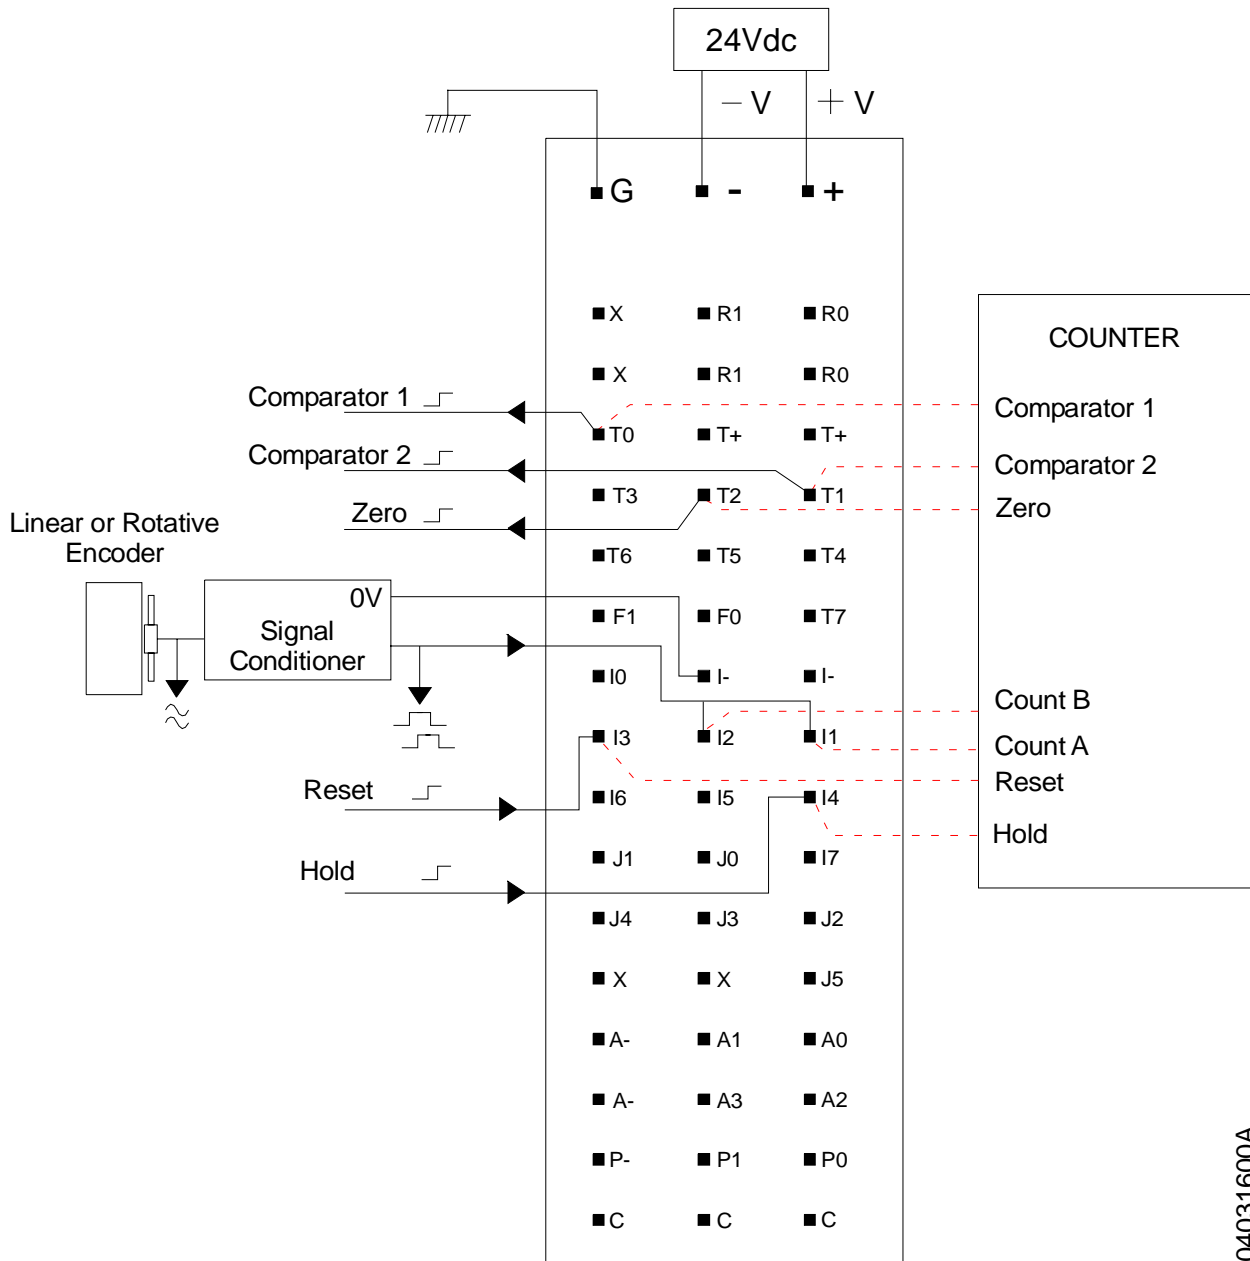 24Vdc
− V + V
G - +
X R1 R0
COUNTER
X R1 R0
Comparator 1
Comparator 1
T0 T+ T+
Comparator 2
Comparator 2
T3 T2 T1
Zero
Zero
Linear or Rotative
Encoder
T6 T5 T4
0V
Signal
Conditioner
F1 F0 T7
I0 I- I-
Count B
I3 I2 I1
Count A
Reset
Reset
I6 I5 I4
Hold
Hold
J1 J0 I7
J4 J3 J2
X X J5
A- A1 A0
A- A3 A2
P- P1 P0
C C C
04031600A